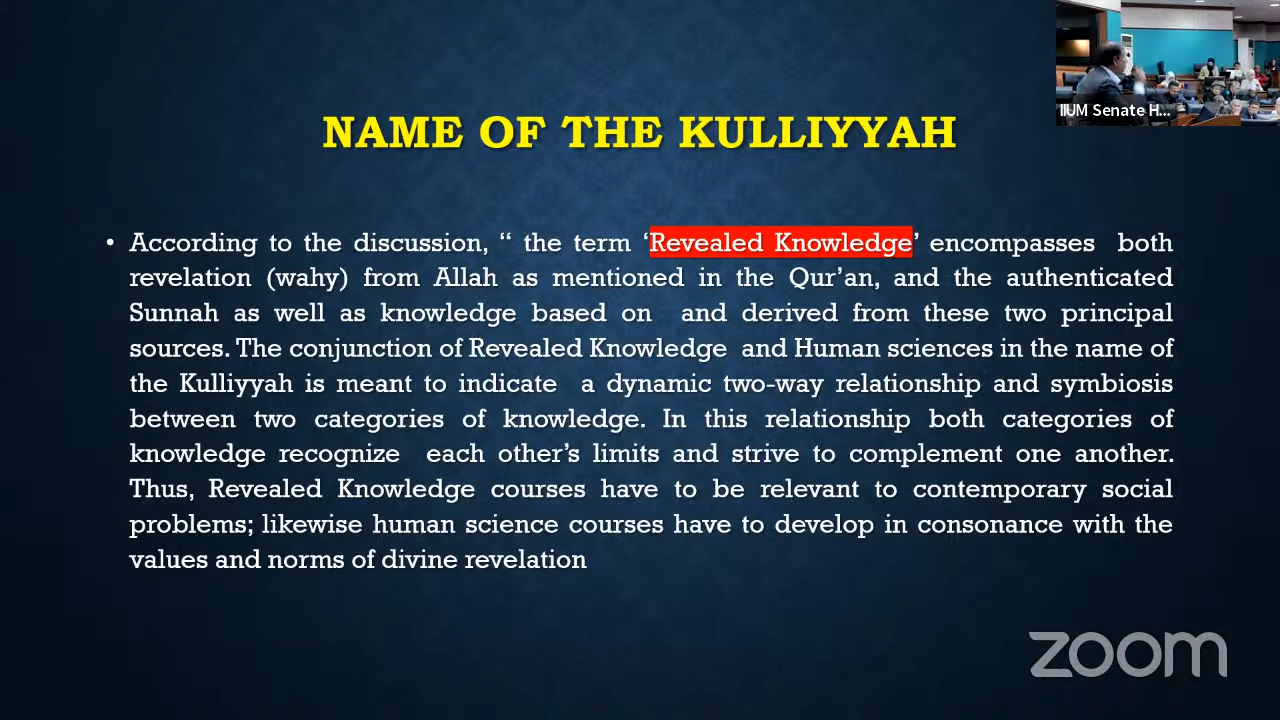 IIUM Senate H...
NAME OF THE KULLIYYAH
• According to the discussion, “ the term ‘Revealed Knowledge’ encompasses both
revelation (wahy) from Allah as mentioned in the Qur’an, and the authenticated
Sunnah as well as knowledge based on and derived from these two principal
sources. The conjunction of Revealed Knowledge and Human sciences in the name of
the Kulliyyah is meant to indicate a dynamic two-way relationship and symbiosis
between two categories of knowledge. In this relationship both categories of
knowledge recognize each other’s limits and strive to complement one another.
Thus, Revealed Knowledge courses have to be relevant to contemporary social
problems; likewise human science courses have to develop in consonance with the
values and norms of divine revelation
zoom